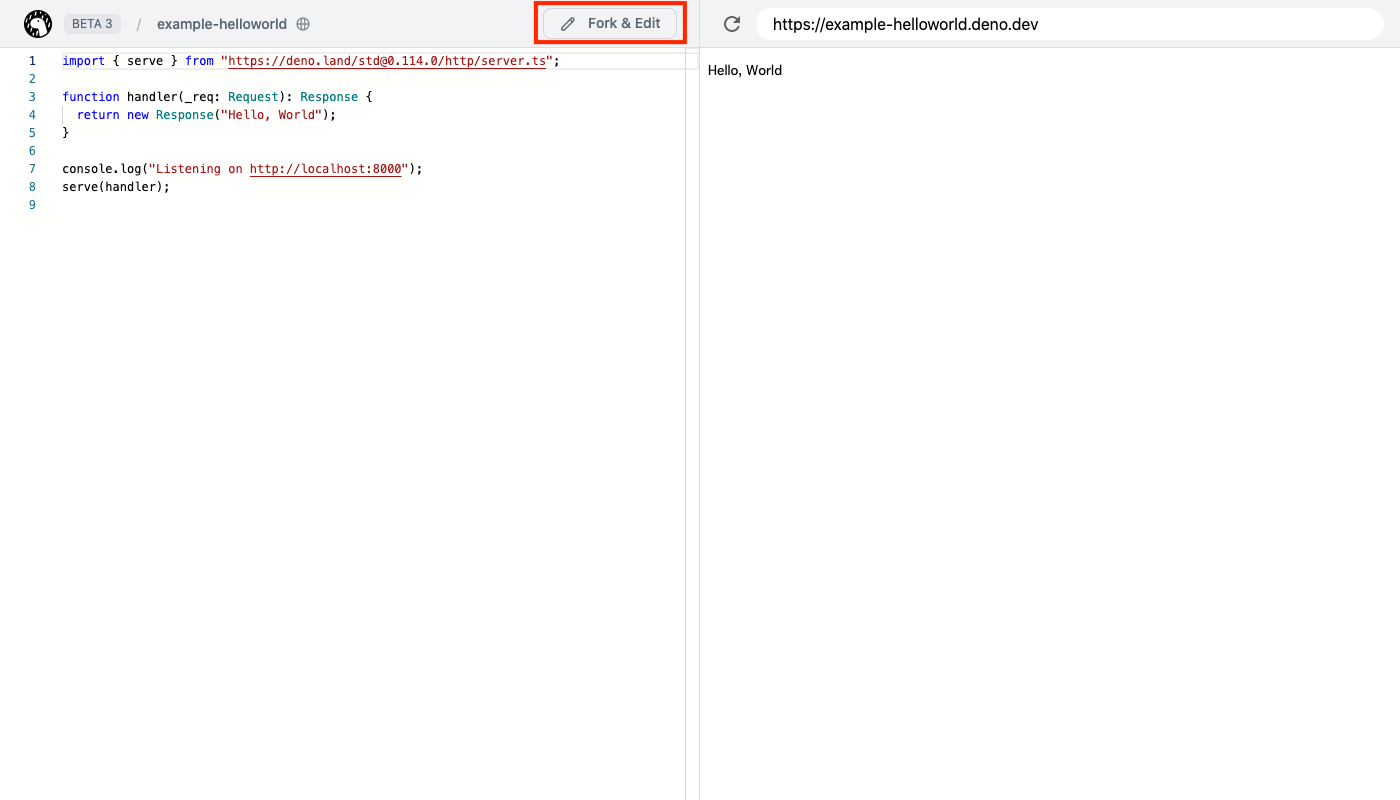 BETA 3 / example-helloworld Fork & Edit https://example-helloworld.deno.dev
1 import { serve } from "https://deno.land/std@0.114.0/http/server.ts";
2
3 function handler(_req: Request): Response {
4   return new Response("Hello, World");
5 }
6
7 console.log("Listening on http://localhost:8000");
8 serve(handler);
9
Hello, World